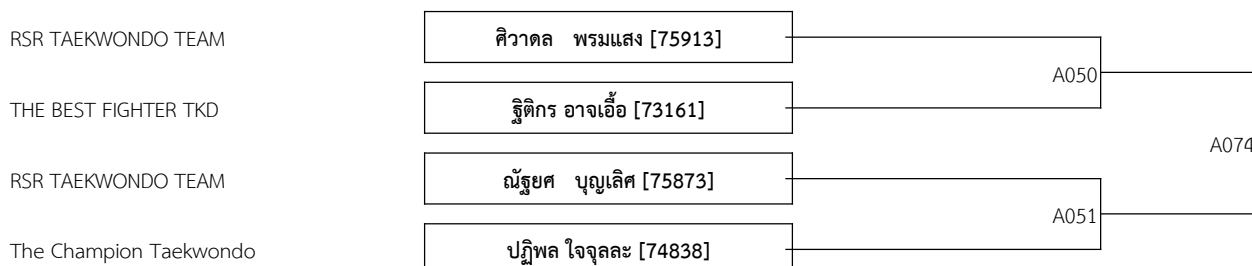 RSR TAEKWONDO TEAM ศิวาดล พรมแสง [75913]
A050
THE BEST FIGHTER TKD ฐิติกร อาจเอื้อ [73161]
A074
RSR TAEKWONDO TEAM ณัฐยศ บุญเลิศ [75873]
A051
The Champion Taekwondo ปฏิพล ใจจุลละ [74838]